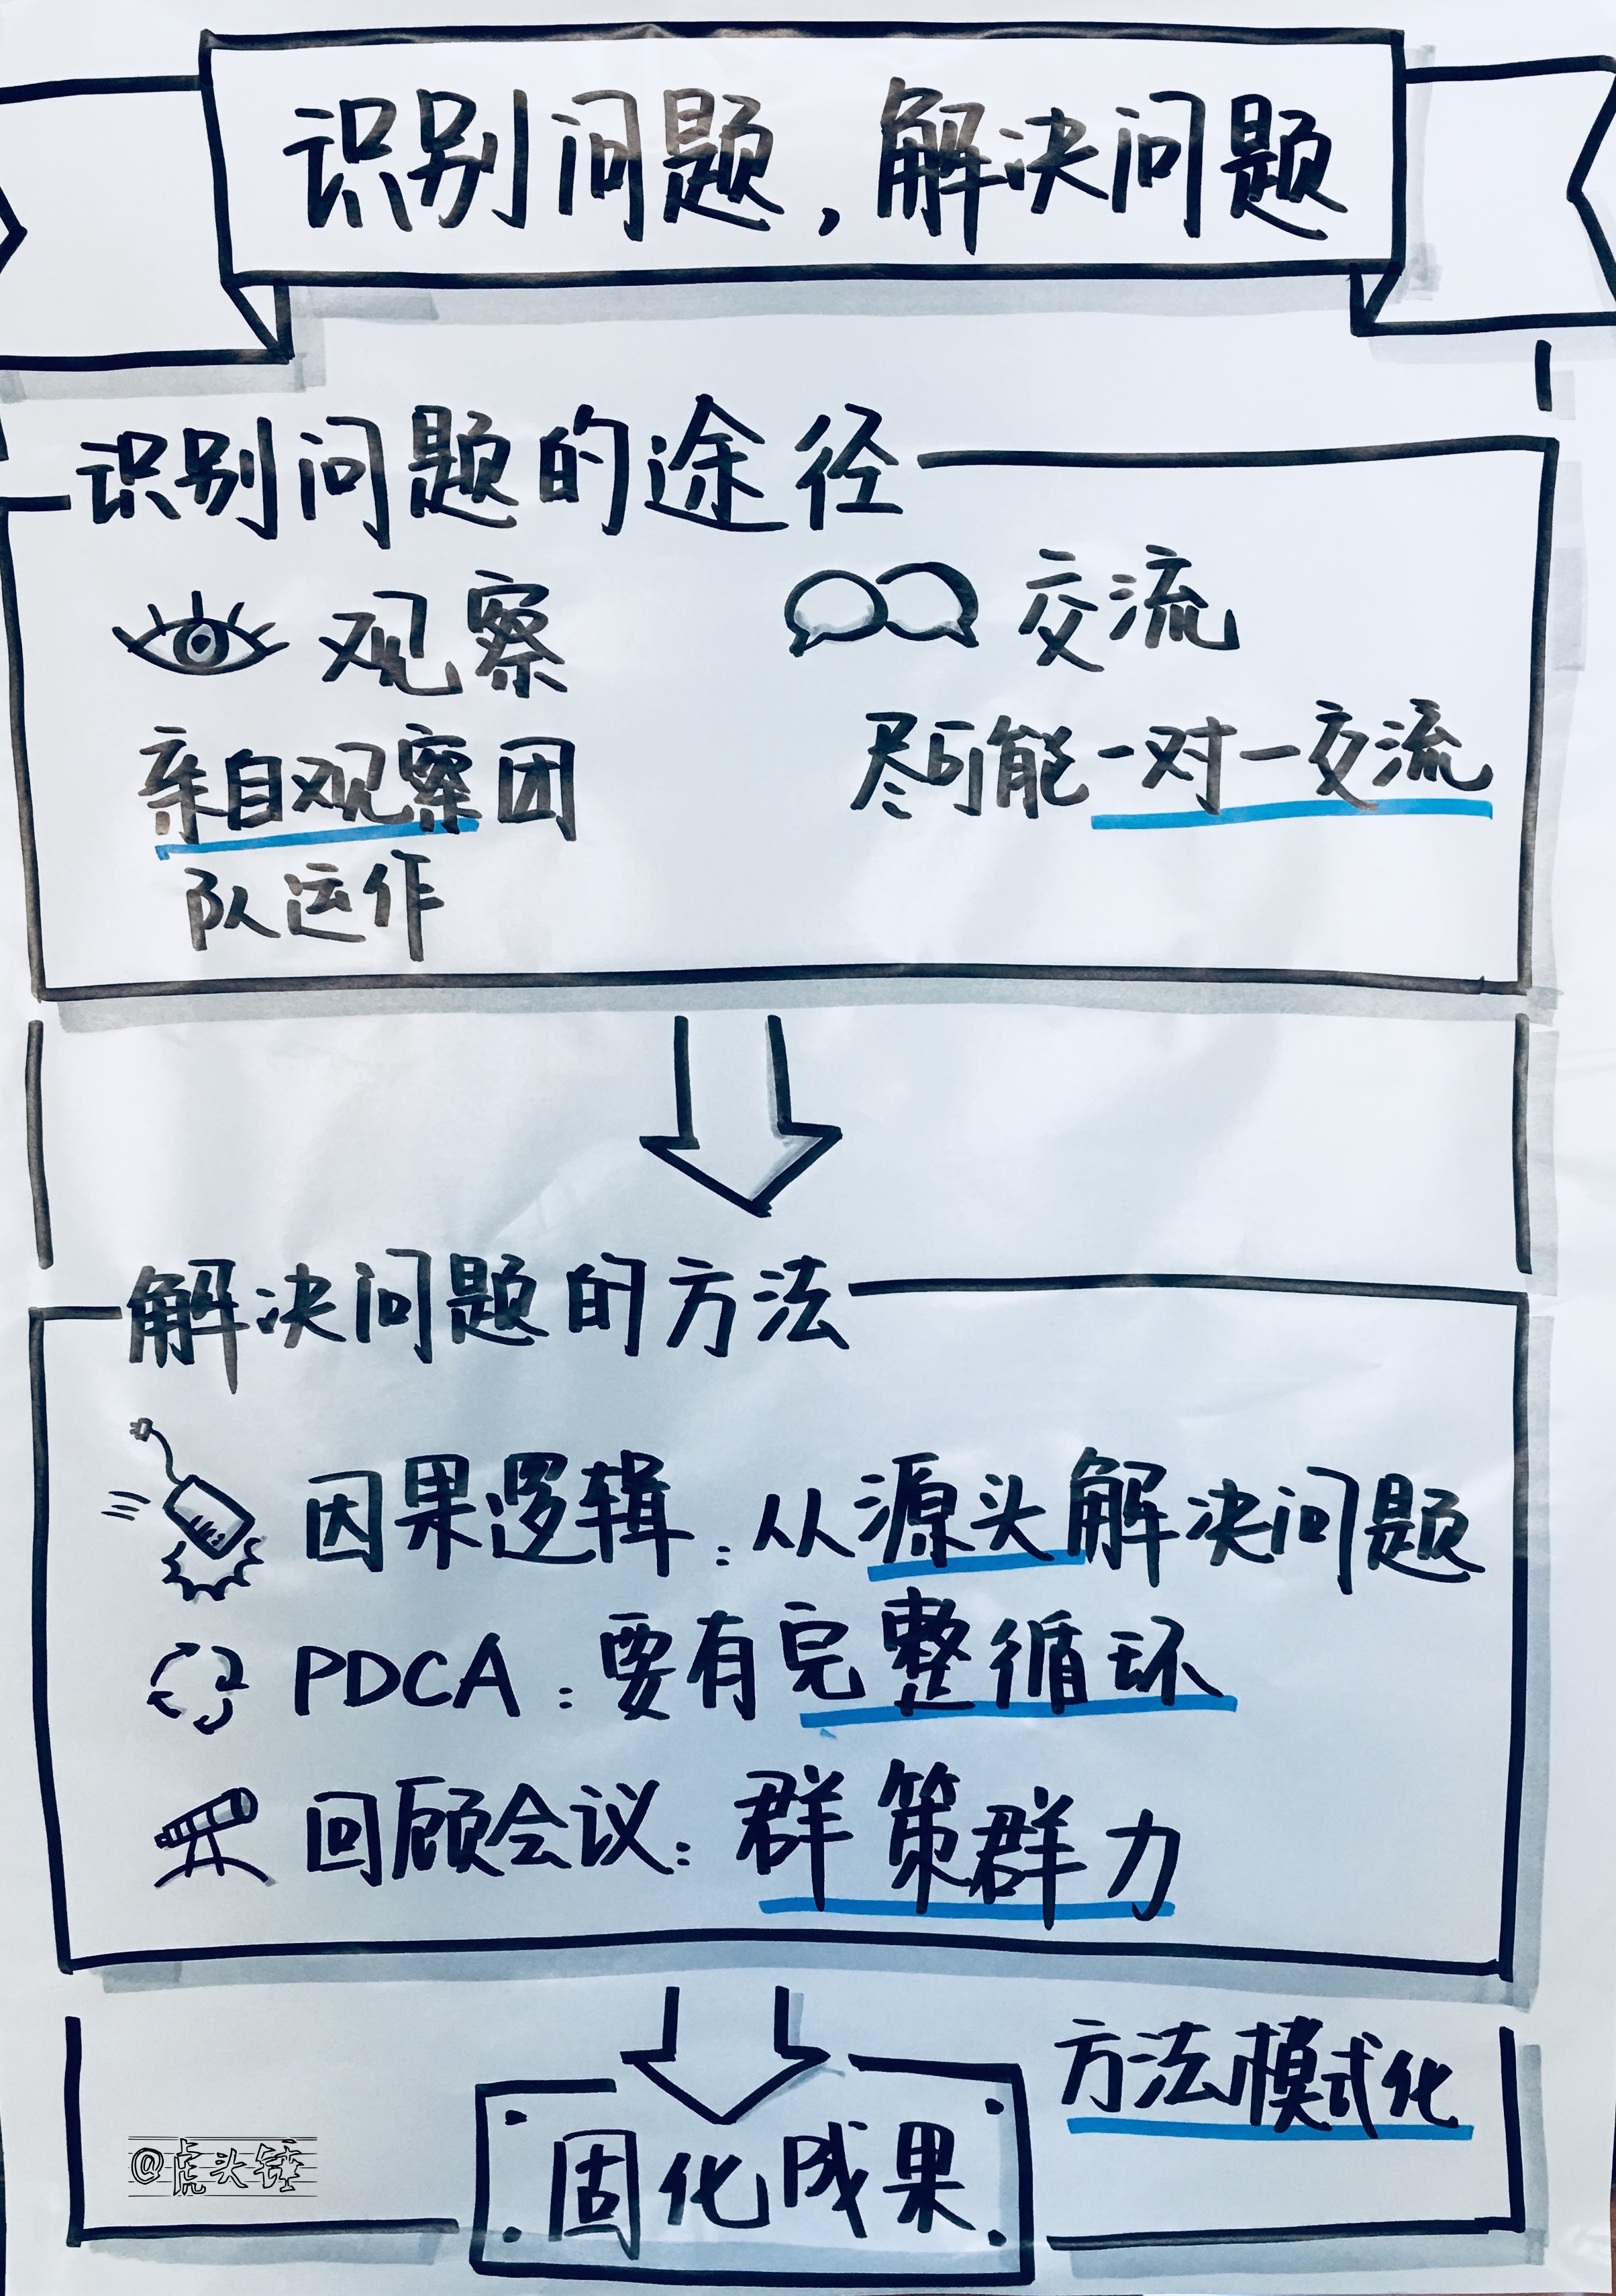 识别问题，解决问题
识别问题的途径
观察
亲自观察团
队运作
交流
尽可能一对一交流
解决问题的方法
因果逻辑：从源头解决问题
PDCA：要有完整循环
回顾会议：群策群力
方法模式化
固化成果
@虎头锤